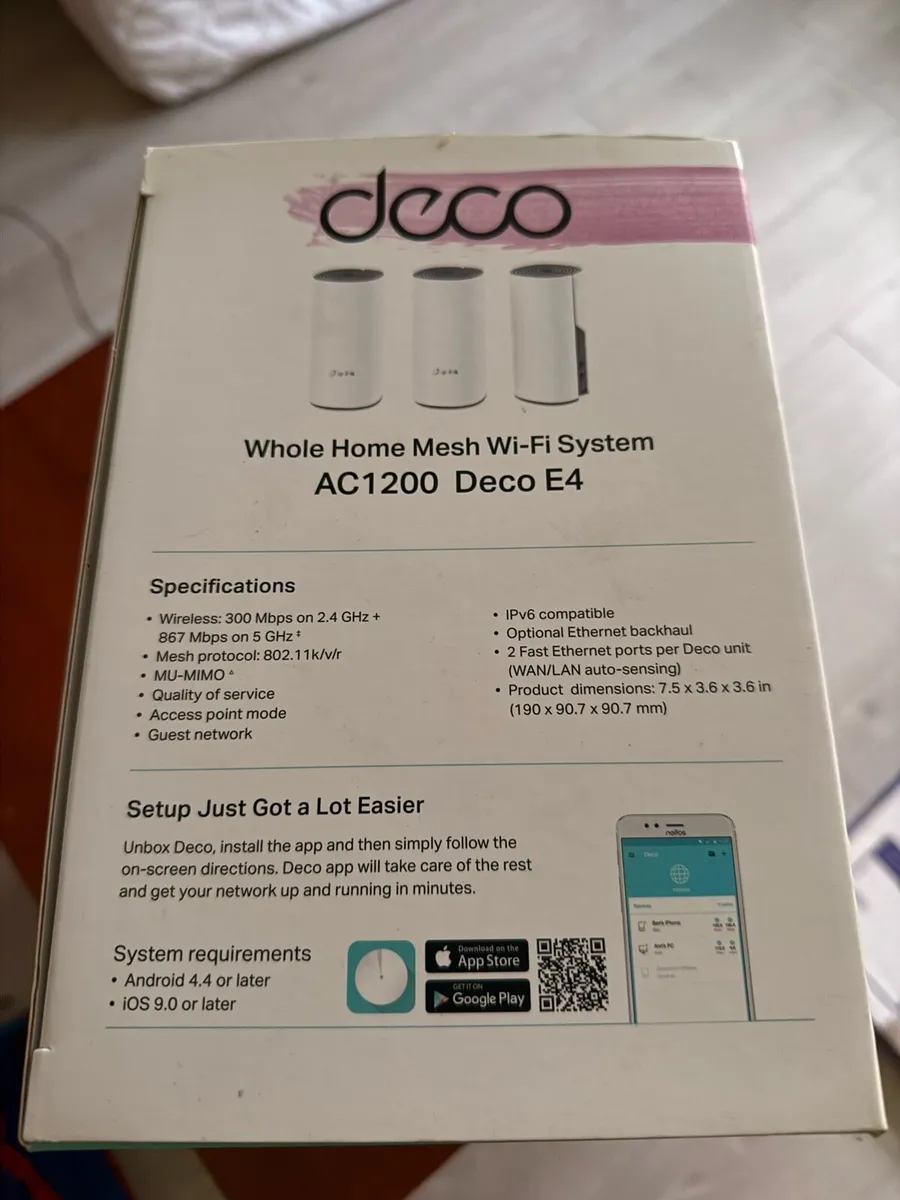 deco
Whole Home Mesh Wi-Fi System
AC1200 Deco E4
Specifications
• Wireless: 300 Mbps on 2.4 GHz +
867 Mbps on 5 GHz ‡
• Mesh protocol: 802.11k/v/r
• MU-MIMO △
• Quality of service
• Access point mode
• Guest network
• IPv6 compatible
• Optional Ethernet backhaul
• 2 Fast Ethernet ports per Deco unit
(WAN/LAN auto-sensing)
• Product dimensions: 7.5 x 3.6 x 3.6 in
(190 x 90.7 x 90.7 mm)
Setup Just Got a Lot Easier
Unbox Deco, install the app and then simply follow the
on-screen directions. Deco app will take care of the rest
and get your network up and running in minutes.
System requirements
• Android 4.4 or later
• iOS 9.0 or later
Download on the
App Store
GET IT ON
Google Play
neffos
Deco